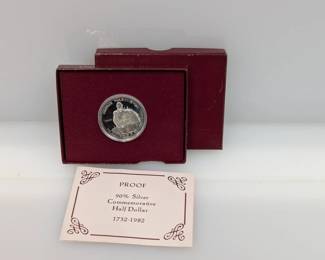 PROOF
90% Silver
Commemorative
Half Dollar
1732-1982